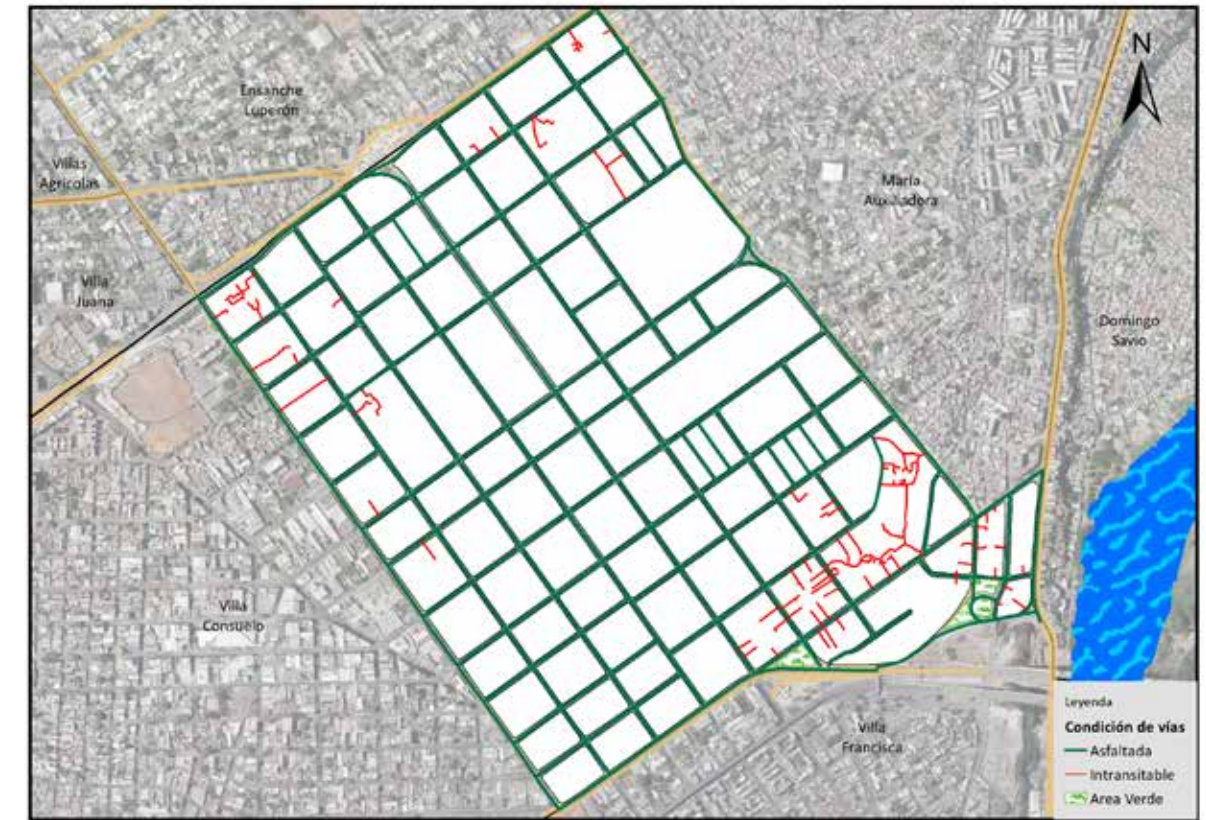 N
Ensanche
Luperón
Villas
Agrícolas
María
Auxiliadora
Villa
Juana
Domingo
Savio
Villa
Consuelo
Villa
Francisca
Leyenda
Condición de vías
Asfaltada
Intransitable
Area Verde